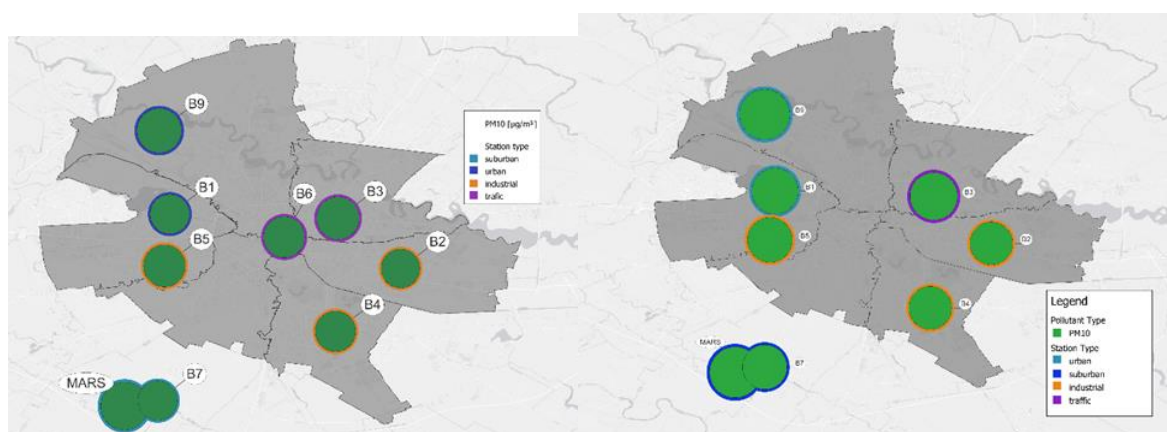 B9
B1
B6
B3
B5
B2
B4
MARS
B7
PM10 [µg/m³]
Station type
suburban
urban
industrial
trafic
B9
B1
B3
B5
B2
B4
MARS
B7
Legend
Pollutant Type
PM10
Station Type
urban
suburban
industrial
traffic